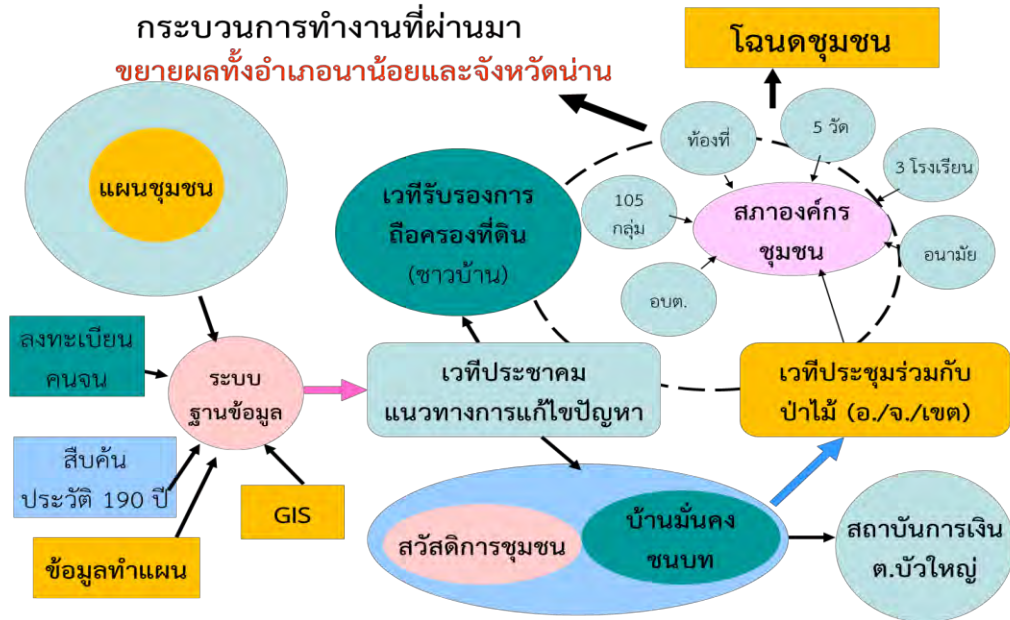 กระบวนการทำงานที่ผ่านมา
ขยายผลทั้งอำเภอนาน้อยและจังหวัดน่าน
โฉนดชุมชน
แผนชุมชน
ท้องที่
5 วัด
3 โรงเรียน
105
กลุ่ม
สภาองค์กร
ชุมชน
อนามัย
อบต.
เวทีรับรองการ
ถือครองที่ดิน
(ชาวบ้าน)
ลงทะเบียน
คนจน
ระบบ
ฐานข้อมูล
เวทีประชาคม
แนวทางการแก้ไขปัญหา
เวทีประชุมร่วมกับ
ป่าไม้ (อ./จ./เขต)
สืบค้น
ประวัติ 190 ปี
GIS
ข้อมูลทำแผน
สวัสดิการชุมชน
บ้านมั่นคง
ชนบท
สถาบันการเงิน
ต.บัวใหญ่